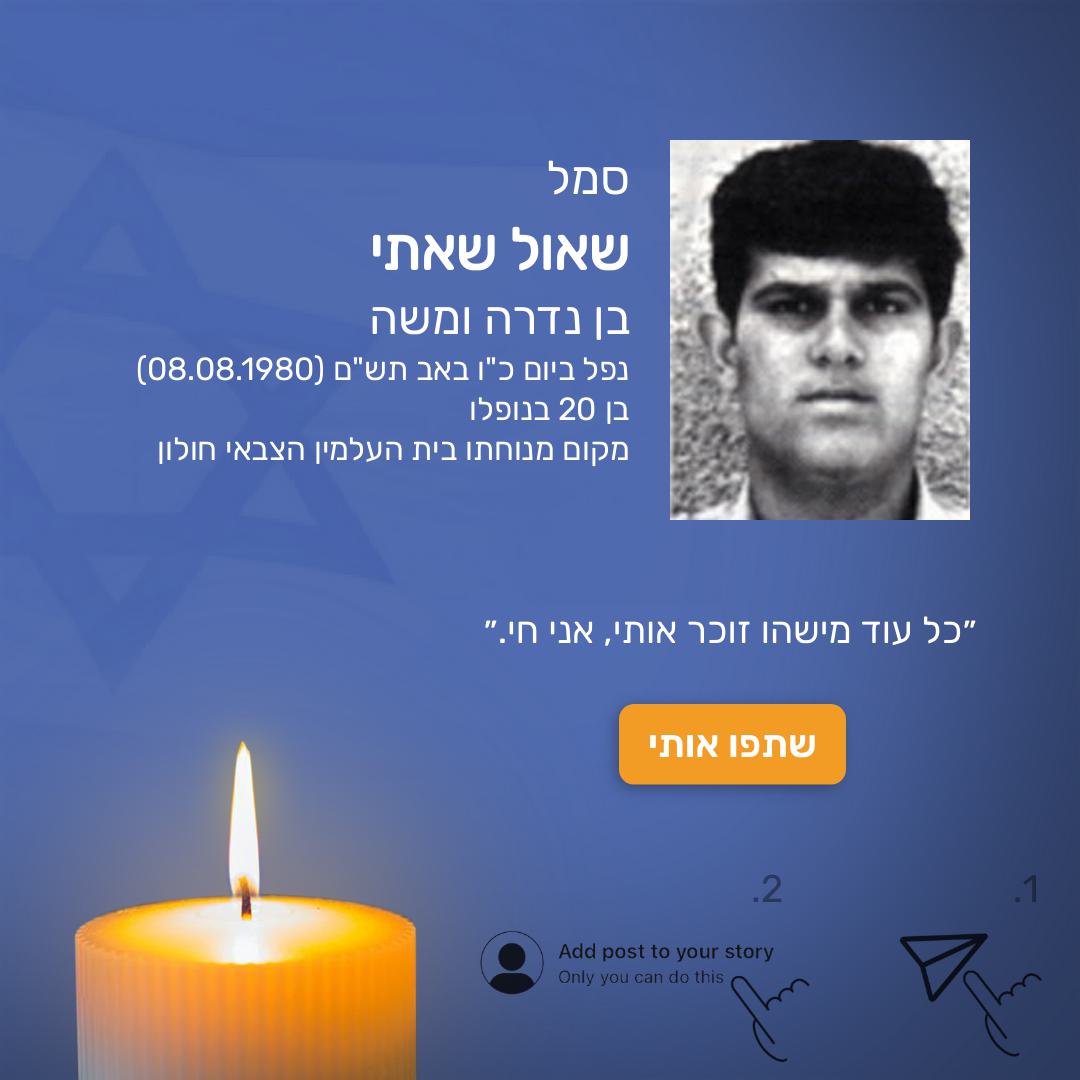 סמל
שאול שאתי
בן נדרה ומשה
נפל ביום כ"ו באב תש"ם (08.08.1980)
בן 20 בנופלו
מקום מנוחתו בית העלמין הצבאי חולון
״כל עוד מישהו זוכר אותי, אני חי.״
שתפו אותי
1.
2.
Add post to your story
Only you can do this